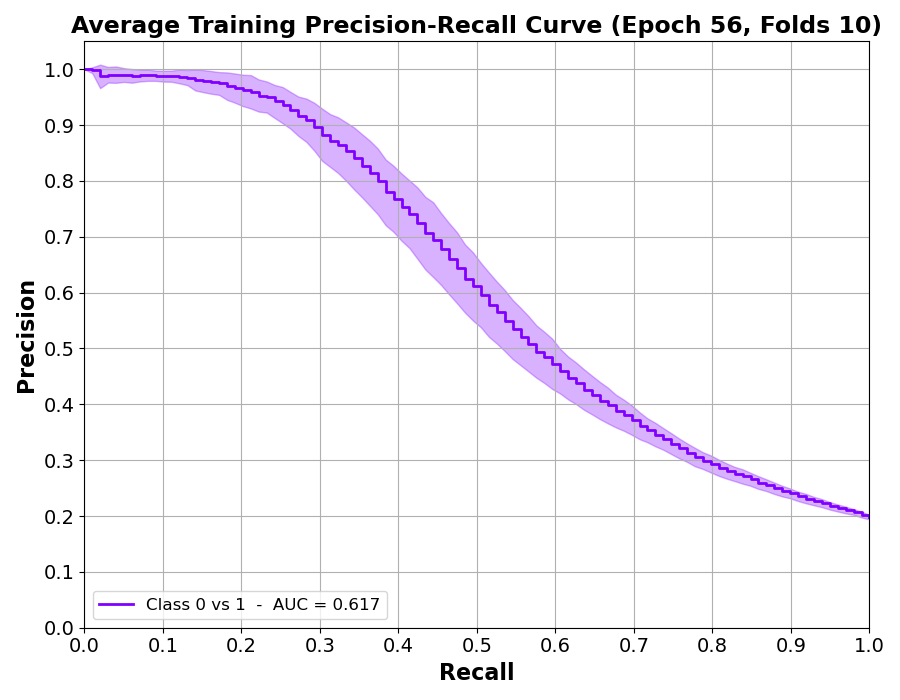 Average Training Precision-Recall Curve (Epoch 56, Folds 10)
Precision
1.0
0.9
0.8
0.7
0.6
0.5
0.4
0.3
0.2
0.1
0.0
Class 0 vs 1 - AUC = 0.617
0.0 0.1 0.2 0.3 0.4 0.5 0.6 0.7 0.8 0.9 1.0
Recall